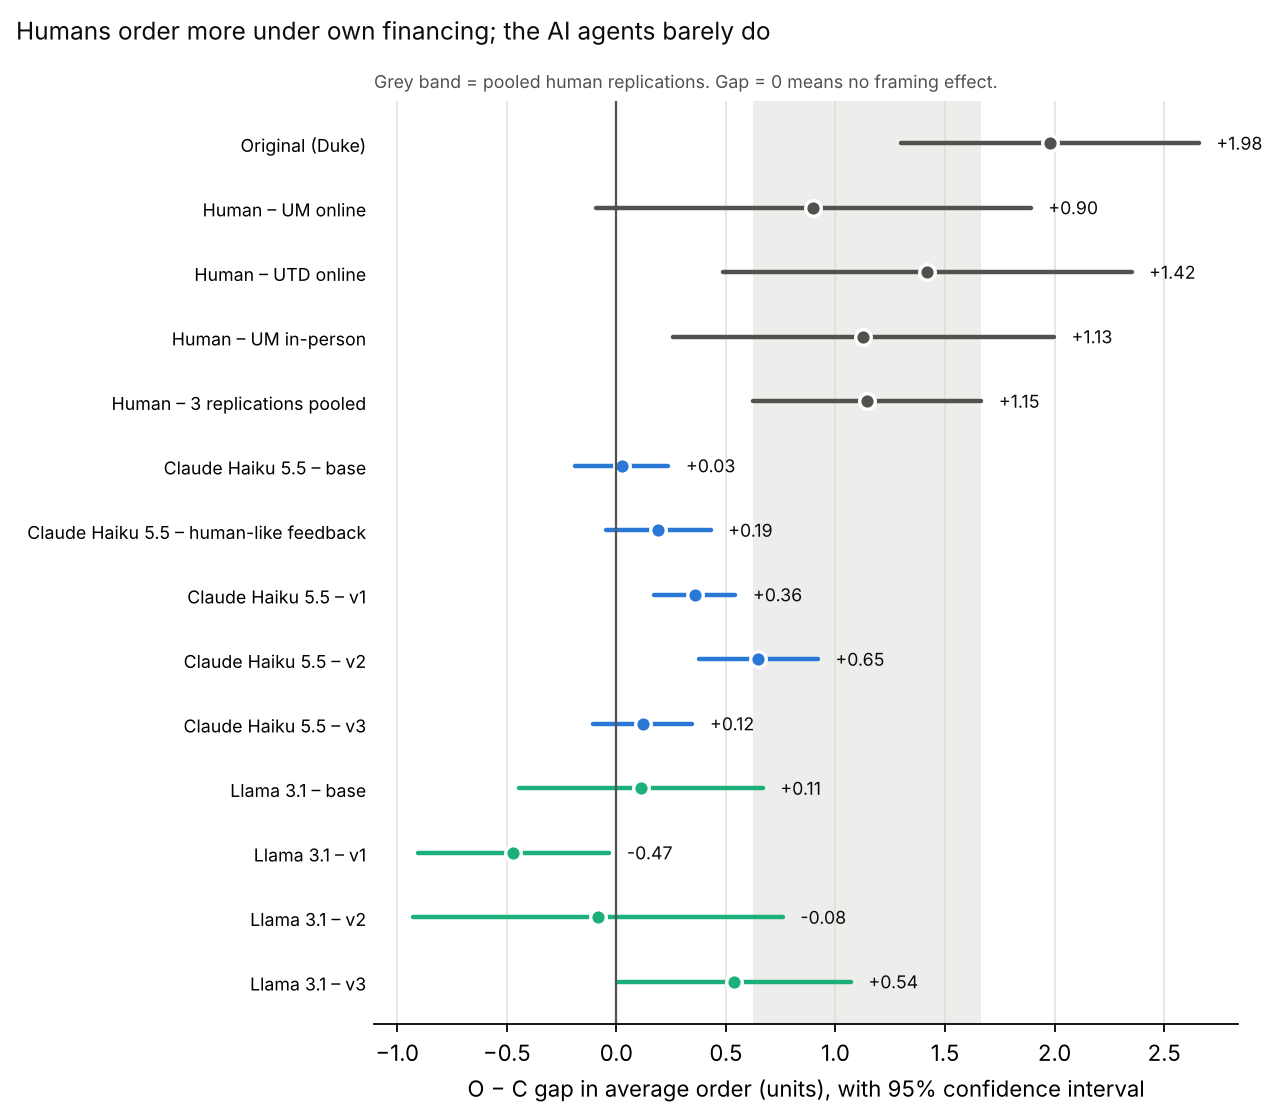 Humans order more under own financing; the AI agents barely do
Grey band = pooled human replications. Gap = 0 means no framing effect.
Original (Duke) +1.98
Human – UM online +0.90
Human – UTD online +1.42
Human – UM in-person +1.13
Human – 3 replications pooled +1.15
Claude Haiku 5.5 – base +0.03
Claude Haiku 5.5 – human-like feedback +0.19
Claude Haiku 5.5 – v1 +0.36
Claude Haiku 5.5 – v2 +0.65
Claude Haiku 5.5 – v3 +0.12
Llama 3.1 – base +0.11
Llama 3.1 – v1 -0.47
Llama 3.1 – v2 -0.08
Llama 3.1 – v3 +0.54
−1.0 −0.5 0.0 0.5 1.0 1.5 2.0 2.5
O − C gap in average order (units), with 95% confidence interval